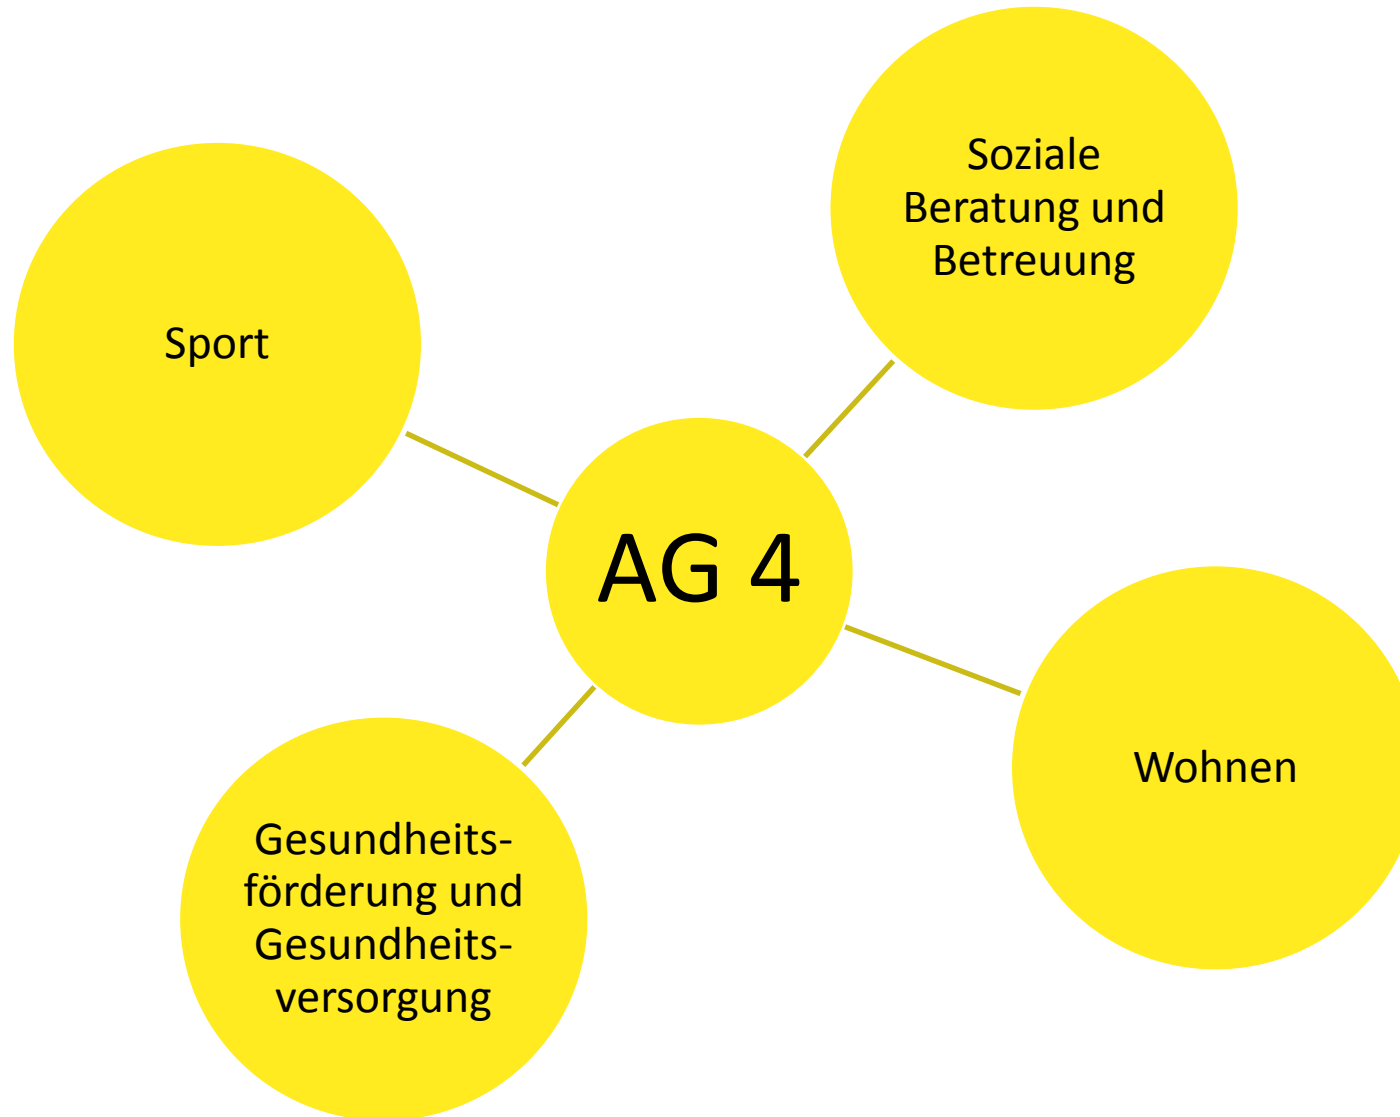 Soziale
Beratung und
Betreuung
Sport
AG 4
Wohnen
Gesundheits-
förderung und
Gesundheits-
versorgung